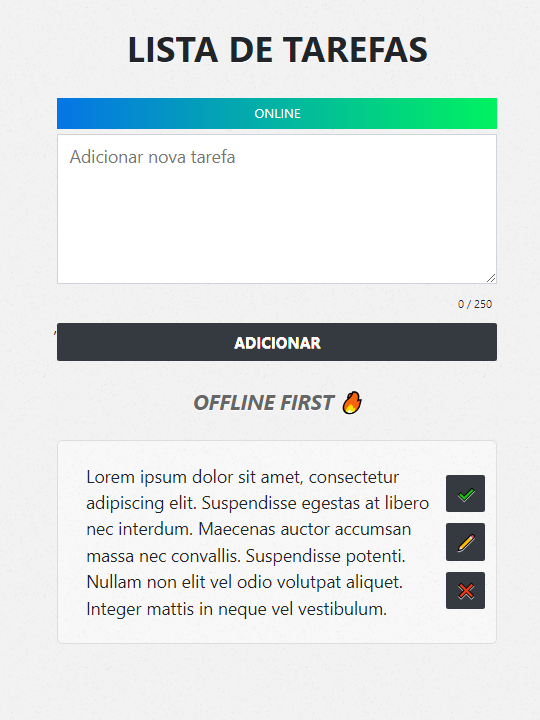 LISTA DE TAREFAS
ONLINE
Adicionar nova tarefa
0 / 250
,
ADICIONAR
OFFLINE FIRST 🔥
Lorem ipsum dolor sit amet, consectetur
adipiscing elit. Suspendisse egestas at libero
nec interdum. Maecenas auctor accumsan
massa nec convallis. Suspendisse potenti.
Nullam non elit vel odio volutpat aliquet.
Integer mattis in neque vel vestibulum.